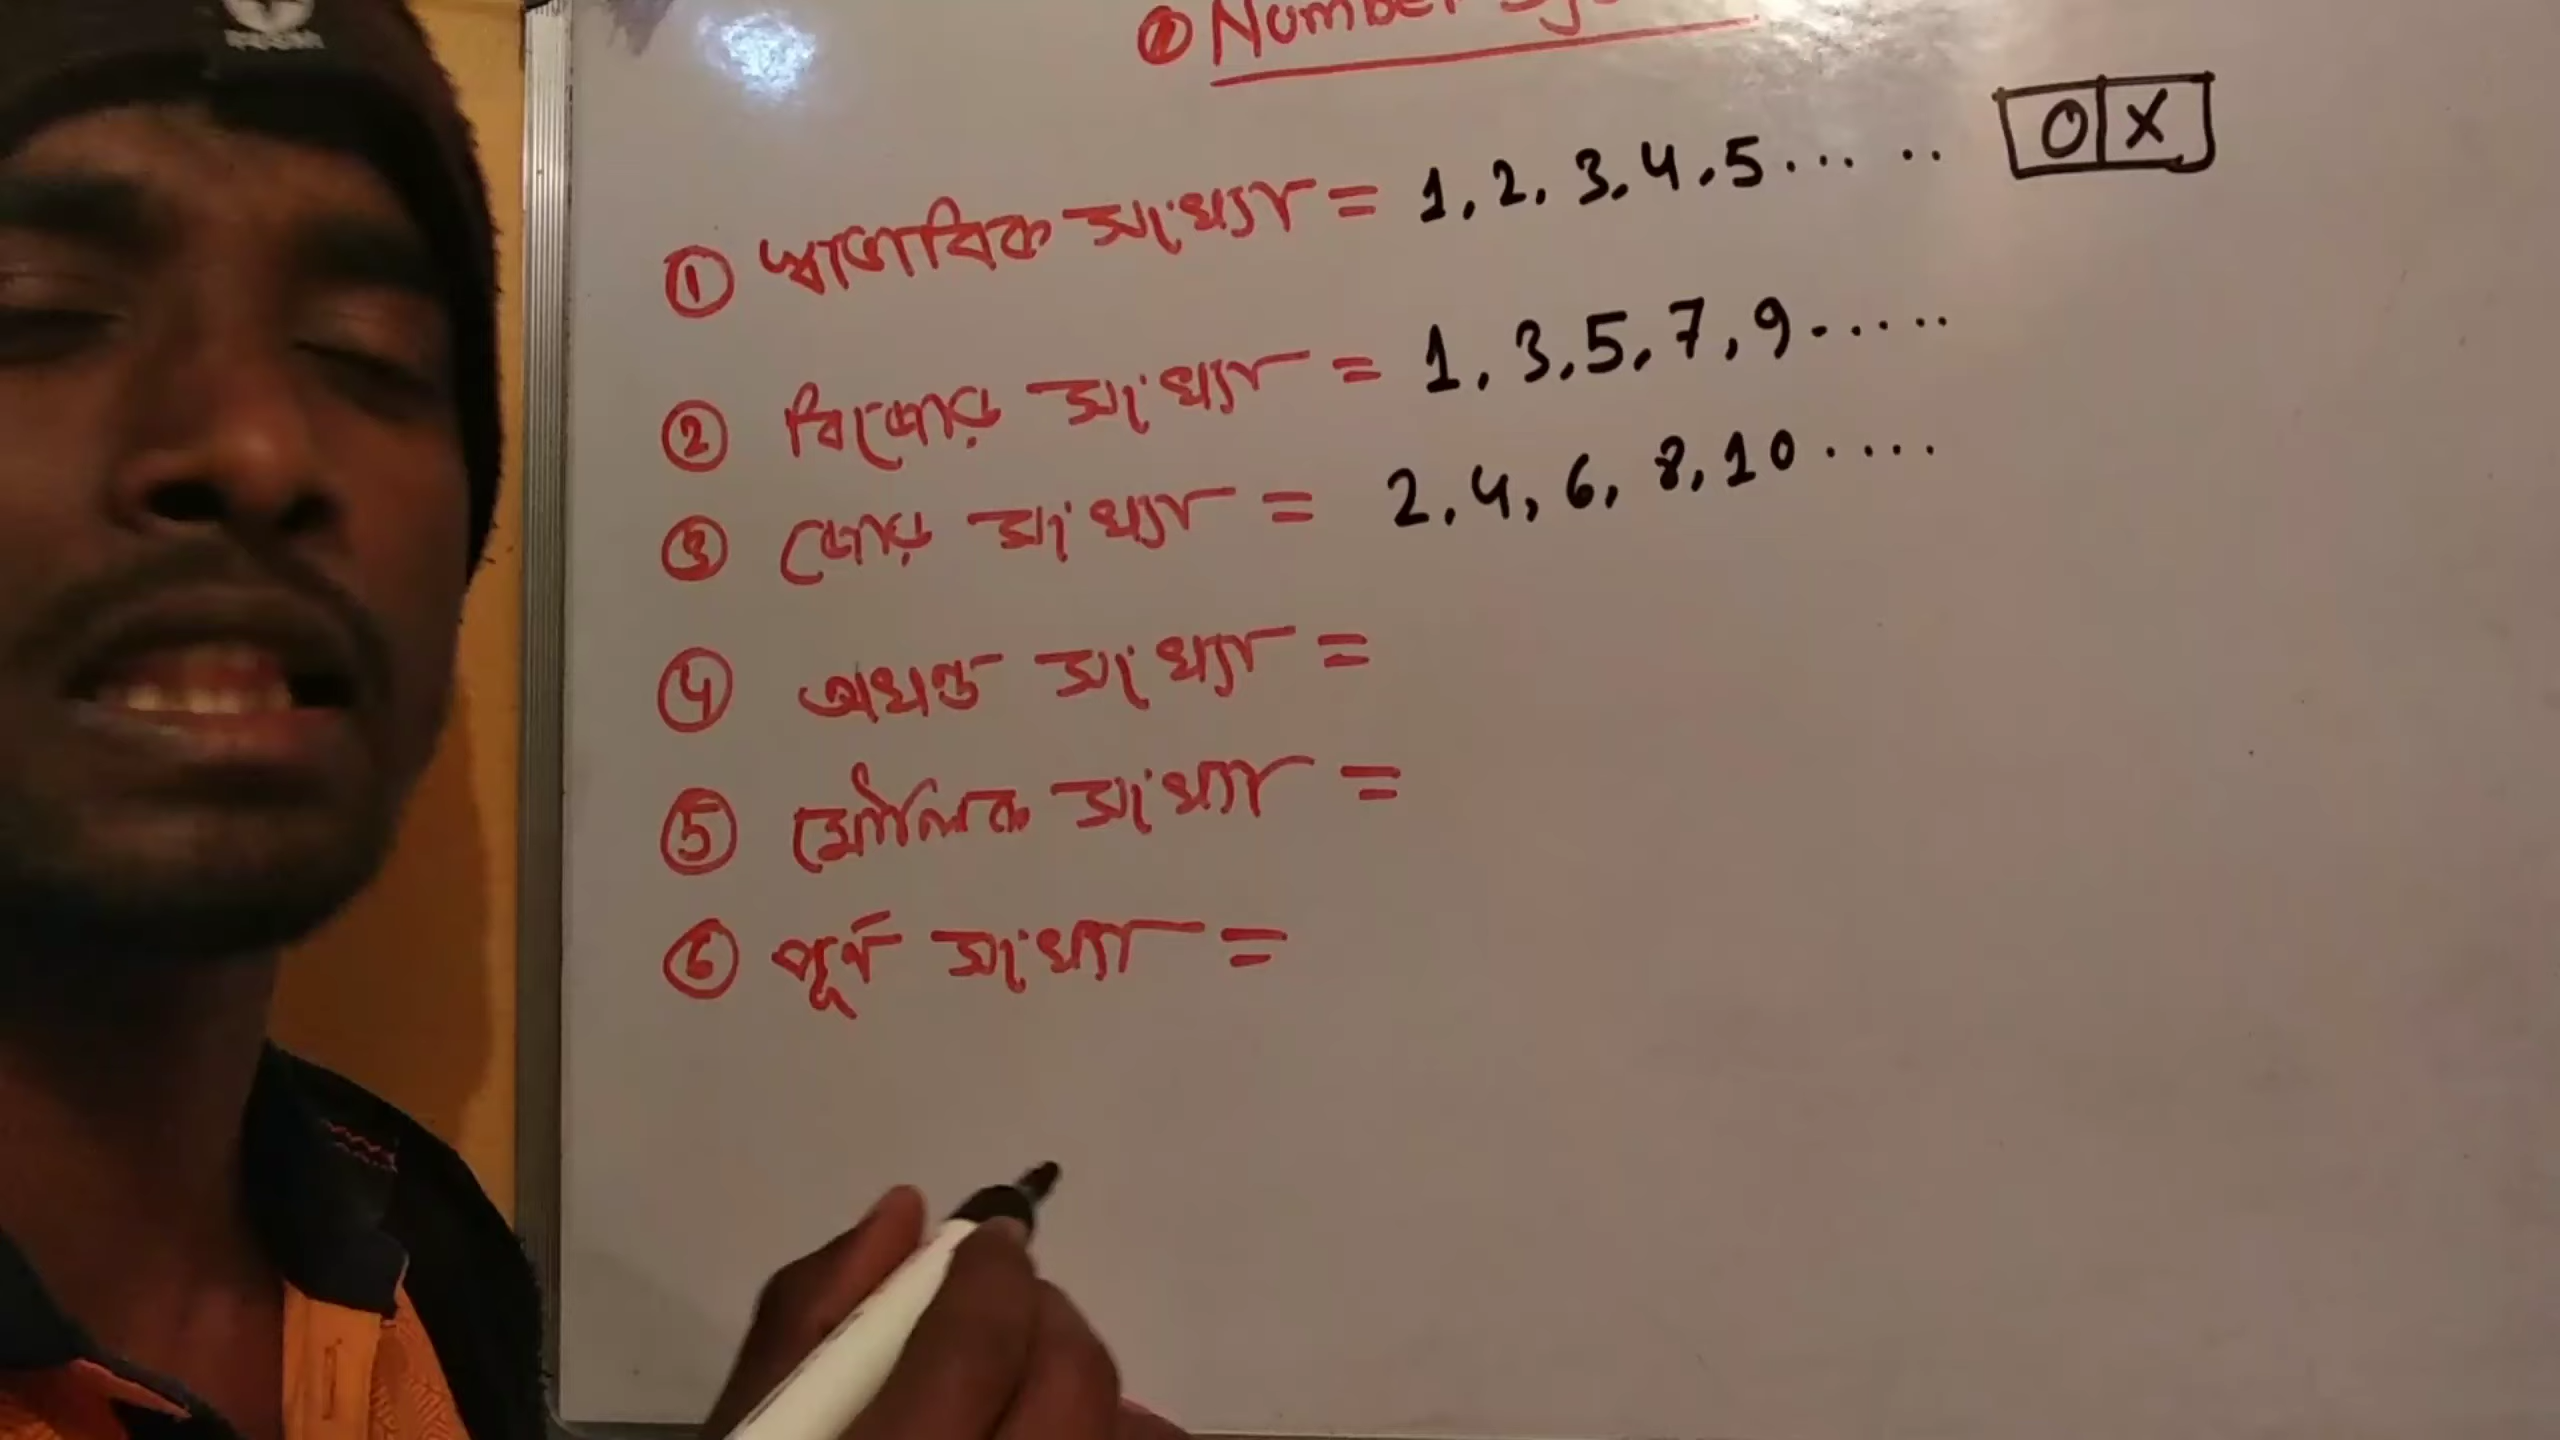 Number
① স্বাভাবিক সংখ্যা = 1, 2, 3, 4, 5...... 0 X
② বিজোড় সংখ্যা = 1, 3, 5, 7, 9......
③ জোড় সংখ্যা = 2, 4, 6, 8, 10....
④ অখন্ড সংখ্যা =
⑤ মৌলিক সংখ্যা =
⑥ পূর্ণ সংখ্যা =